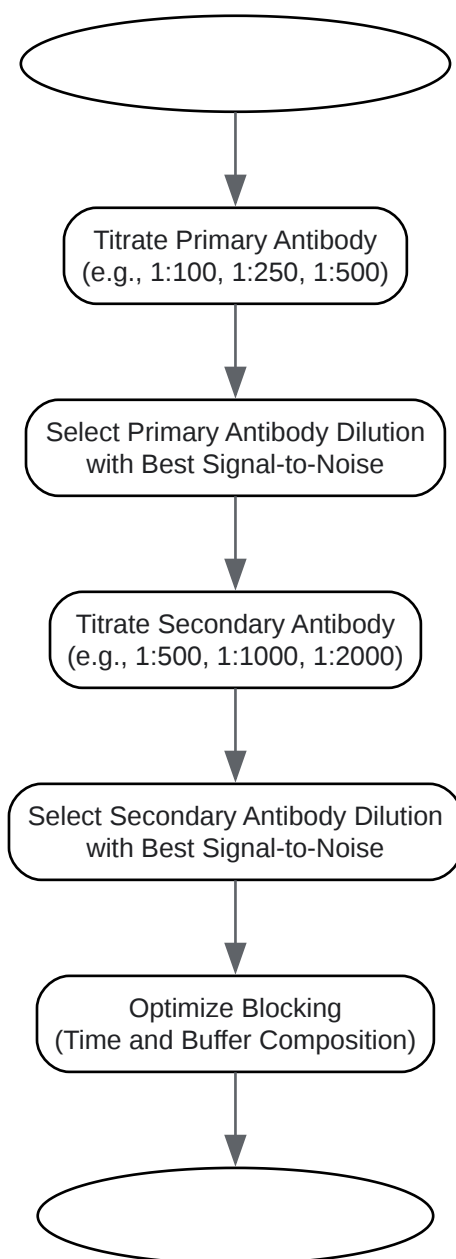 Titrate Primary Antibody
(e.g., 1:100, 1:250, 1:500)
Select Primary Antibody Dilution
with Best Signal-to-Noise
Titrate Secondary Antibody
(e.g., 1:500, 1:1000, 1:2000)
Select Secondary Antibody Dilution
with Best Signal-to-Noise
Optimize Blocking
(Time and Buffer Composition)